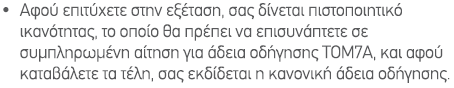 • Αφού επιτύχετε στην εξέταση, σας δίνεται πιστοποιητικό
ικανότητας, το οποίο θα πρέπει να επισυνάπτετε σε
συμπληρωμένη αίτηση για άδεια οδήγησης ΤΟΜ7Α, και αφού
καταβάλετε τα τέλη, σας εκδίδεται η κανονική άδεια οδήγησης.